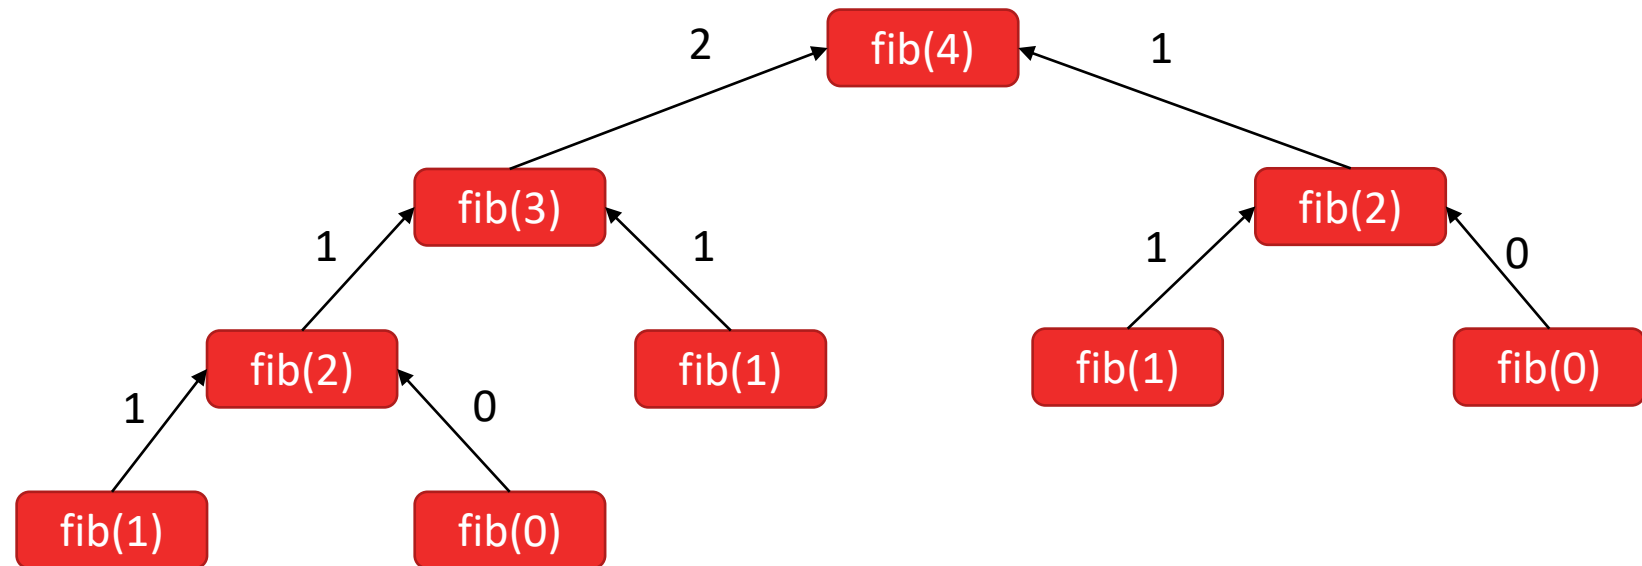 2 fib(4) 1
fib(3) fib(2)
1 1 1 0
fib(2) fib(1) fib(1) fib(0)
1 0
fib(1) fib(0)